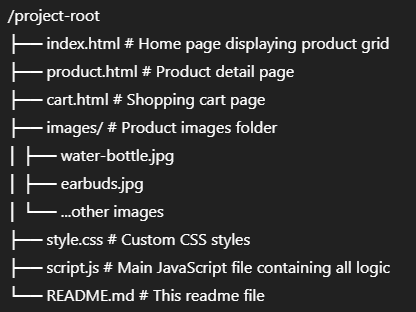 /project-root
├── index.html # Home page displaying product grid
├── product.html # Product detail page
├── cart.html # Shopping cart page
├── images/ # Product images folder
│ ├── water-bottle.jpg
│ ├── earbuds.jpg
│ └── ...other images
├── style.css # Custom CSS styles
├── script.js # Main JavaScript file containing all logic
└── README.md # This readme file